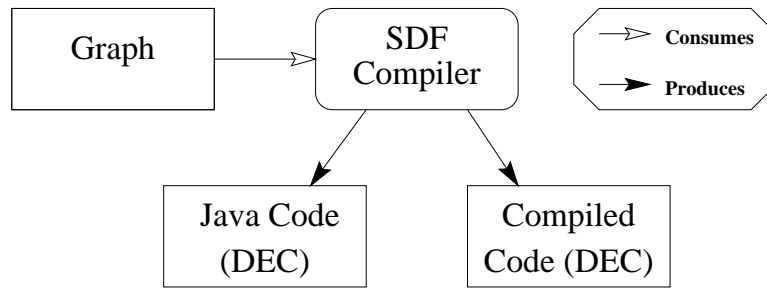 Graph
SDF
Compiler
Consumes
Produces
Java Code
(DEC)
Compiled
Code (DEC)